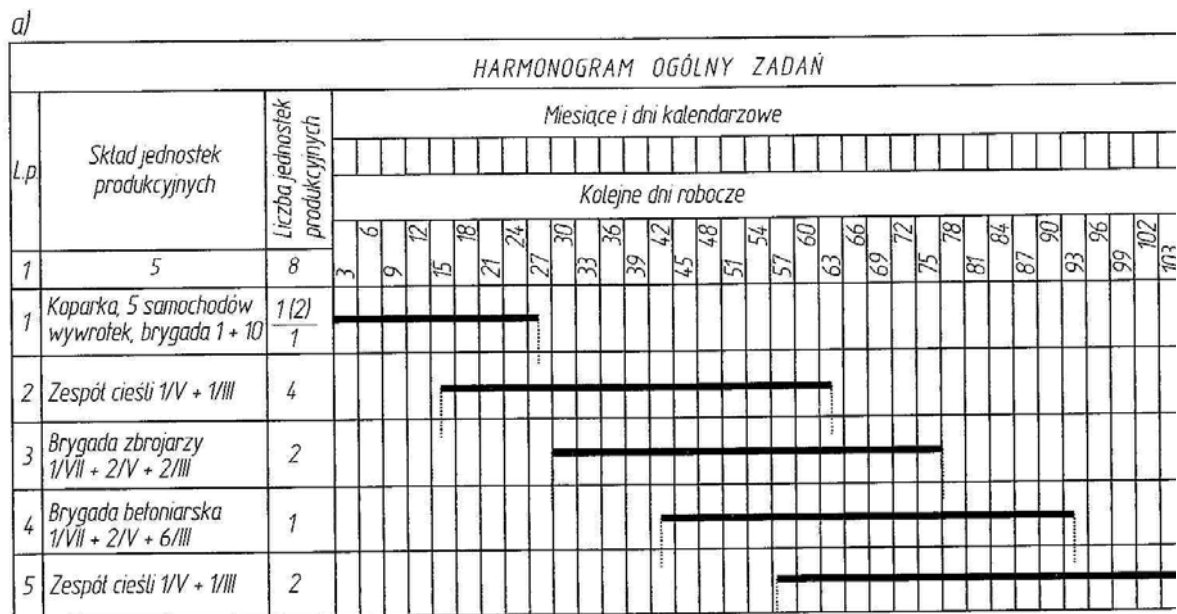 a)
HARMONOGRAM OGÓLNY ZADAŃ
L.p.
Skład jednostek
produkcyjnych
Liczba jednostek
produkcyjnych
Miesiące i dni kalendarzowe
Kolejne dni robocze
6 12 18 24 30 36 42 48 54 60 66 72 78 84 90 96 102
3 9 15 21 27 33 39 45 51 57 63 69 75 81 87 93 99 103
1 5 8
1 Koparka, 5 samochodów
wywrotek, brygada 1 + 10
1 (2)
1
2 Zespół cieśli 1/V + 1/III 4
3 Brygada zbrojarzy
1/VII + 2/V + 2/III
2
4 Brygada betoniarska
1/VII + 2/V + 6/III
1
5 Zespół cieśli 1/V + 1/III 2